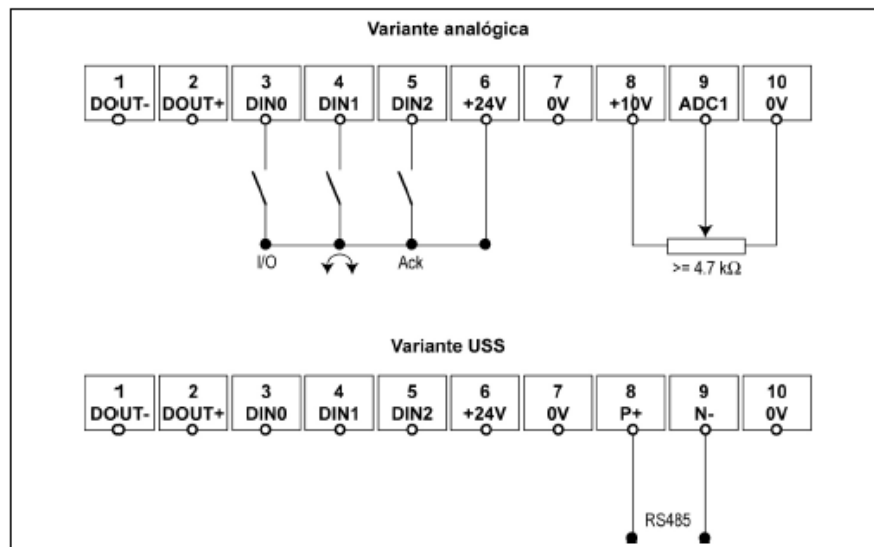 Variante analógica
1 2 3 4 5 6 7 8 9 10
DOUT- DOUT+ DIN0 DIN1 DIN2 +24V 0V +10V ADC1 0V
I/O Ack >= 4.7 kΩ
Variante USS
1 2 3 4 5 6 7 8 9 10
DOUT- DOUT+ DIN0 DIN1 DIN2 +24V 0V P+ N- 0V
RS485